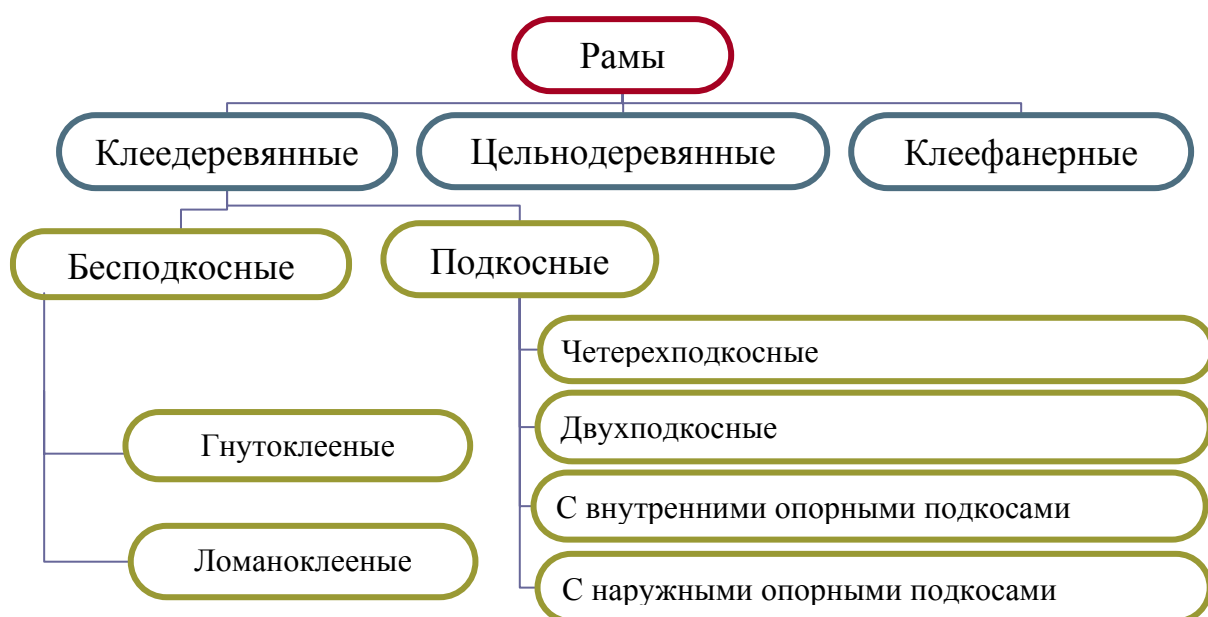 Рамы
Клеедеревянные
Цельнодеревянные
Клеефанерные
Бесподкосные
Подкосные
Четерехподкосные
Двухподкосные
Гнутоклееные
С внутренними опорными подкосами
Ломаноклееные
С наружными опорными подкосами